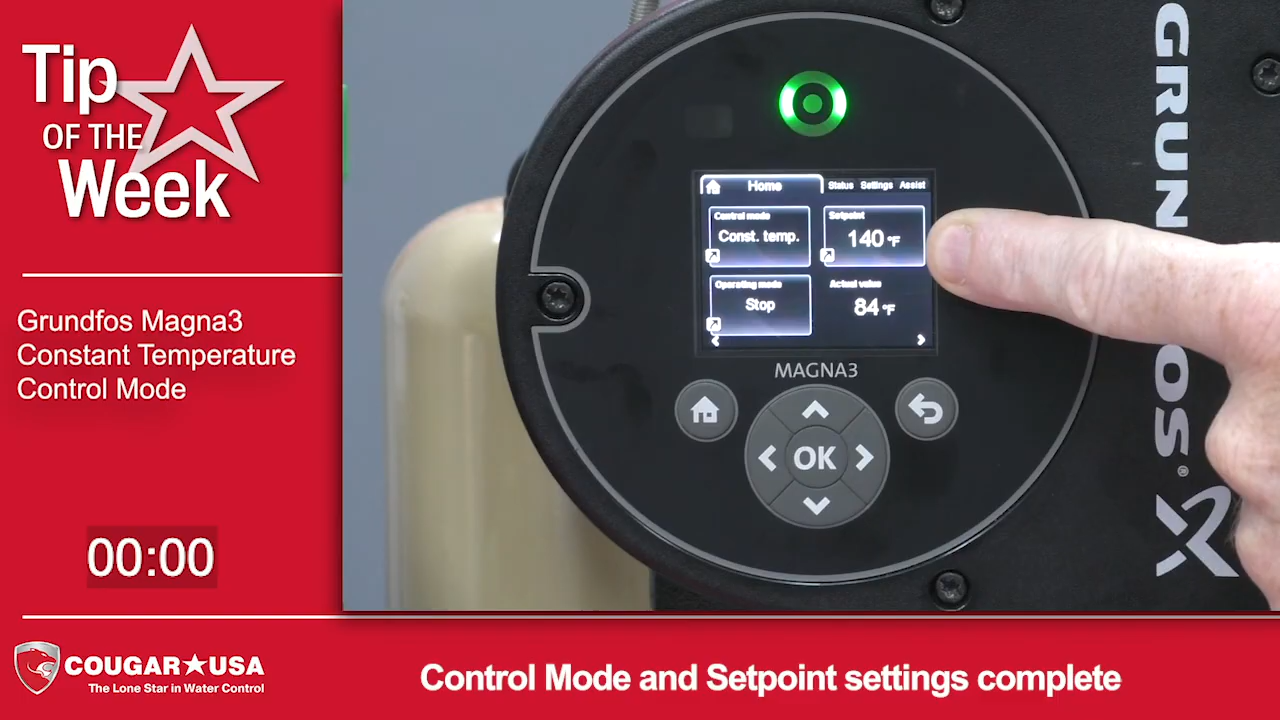 Tip
OF THE
Week
Grundfos Magna3
Constant Temperature
Control Mode
00:00
COUGAR USA
The Lone Star in Water Control
Home
Status Settings Assist
Control mode
Const. temp.
Setpoint
140 °F
Operating mode
Stop
Actual value
84 °F
MAGNA3
OK
GRUNDFOS
Control Mode and Setpoint settings complete